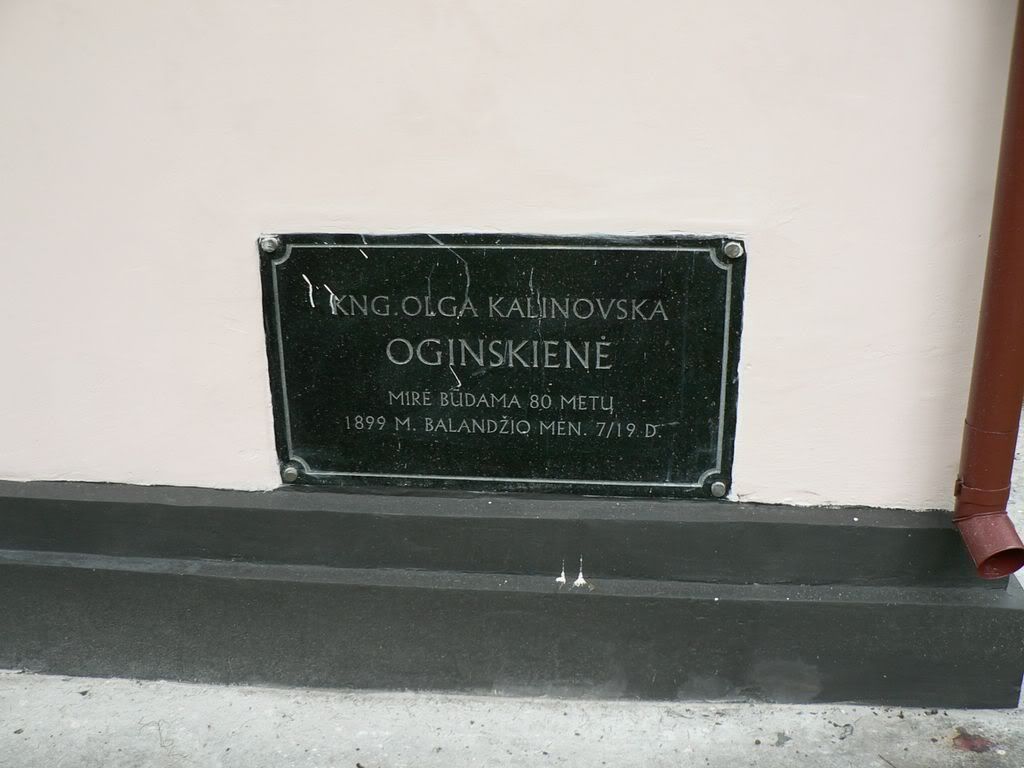 KNG. OLGA KALINOVSKA
OGINSKIENĖ
MIRĖ BŪDAMA 80 METŲ
1899 M. BALANDŽIO MĖN. 7/19 D.